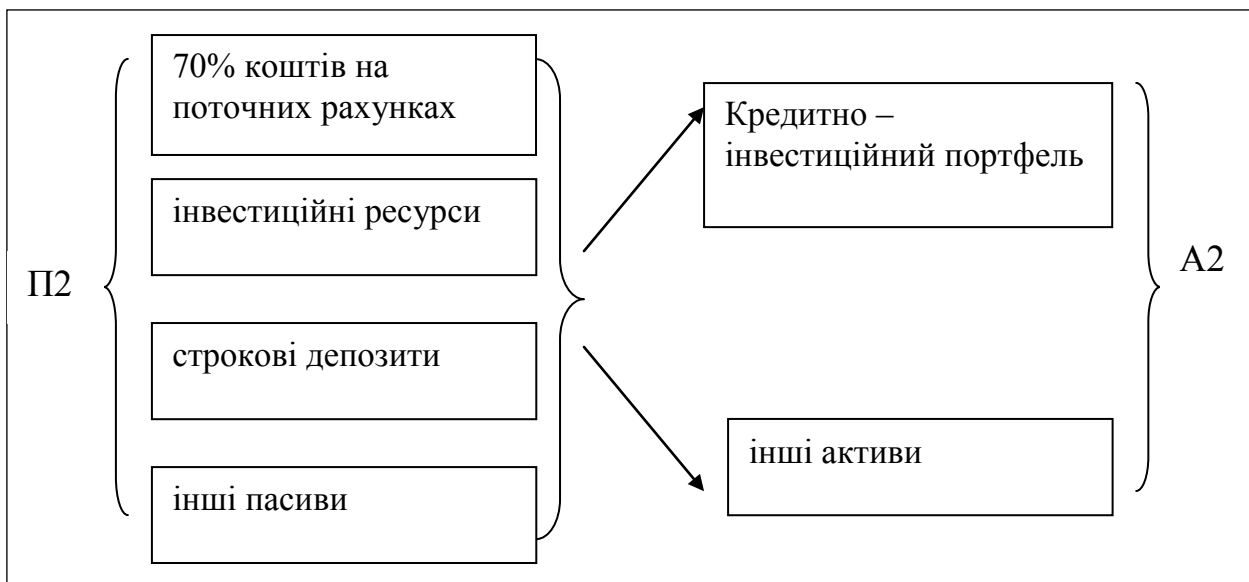 П2
70% коштів на
поточних рахунках
інвестиційні ресурси
строкові депозити
інші пасиви
Кредитно –
інвестиційний портфель
інші активи
А2